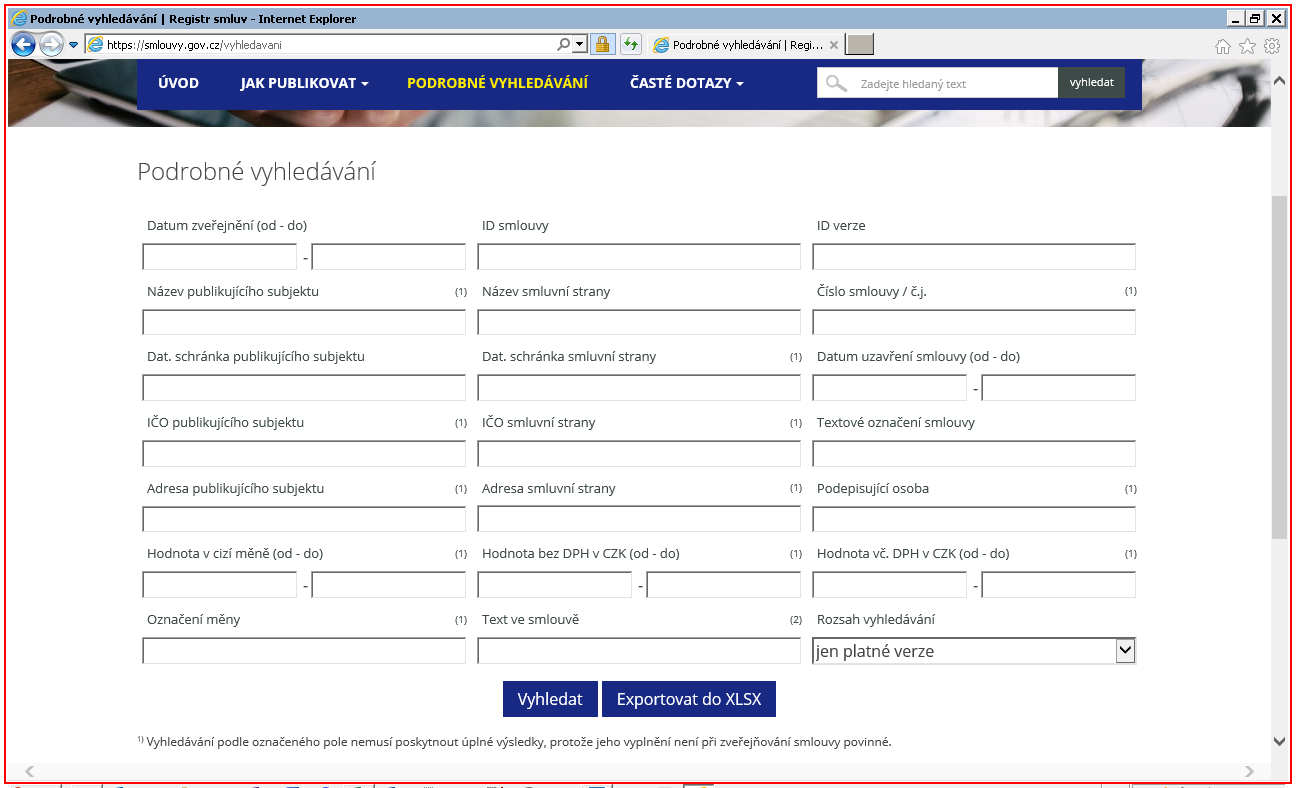 Podrobné vyhledávání | Registr smluv - Internet Explorer
https://smlouvy.gov.cz/vyhledavani
Podrobné vyhledávání | Regi...
ÚVOD JAK PUBLIKOVAT PODROBNÉ VYHLEDÁVÁNÍ ČASTÉ DOTAZY Zadejte hledaný text vyhledat
Podrobné vyhledávání
Datum zveřejnění (od - do) ID smlouvy ID verze
-
Název publikujícího subjektu (1) Název smluvní strany Číslo smlouvy / č.j. (1)
Dat. schránka publikujícího subjektu Dat. schránka smluvní strany (1) Datum uzavření smlouvy (od - do)
-
IČO publikujícího subjektu (1) IČO smluvní strany (1) Textové označení smlouvy
Adresa publikujícího subjektu (1) Adresa smluvní strany (1) Podepisující osoba (1)
Hodnota v cizí měně (od - do) (1) Hodnota bez DPH v CZK (od - do) (1) Hodnota vč. DPH v CZK (od - do) (1)
- - -
Označení měny (1) Text ve smlouvě (2) Rozsah vyhledávání
jen platné verze
Vyhledat Exportovat do XLSX
1) Vyhledávání podle označeného pole nemusí poskytnout úplné výsledky, protože jeho vyplnění není při zveřejňování smlouvy povinné.